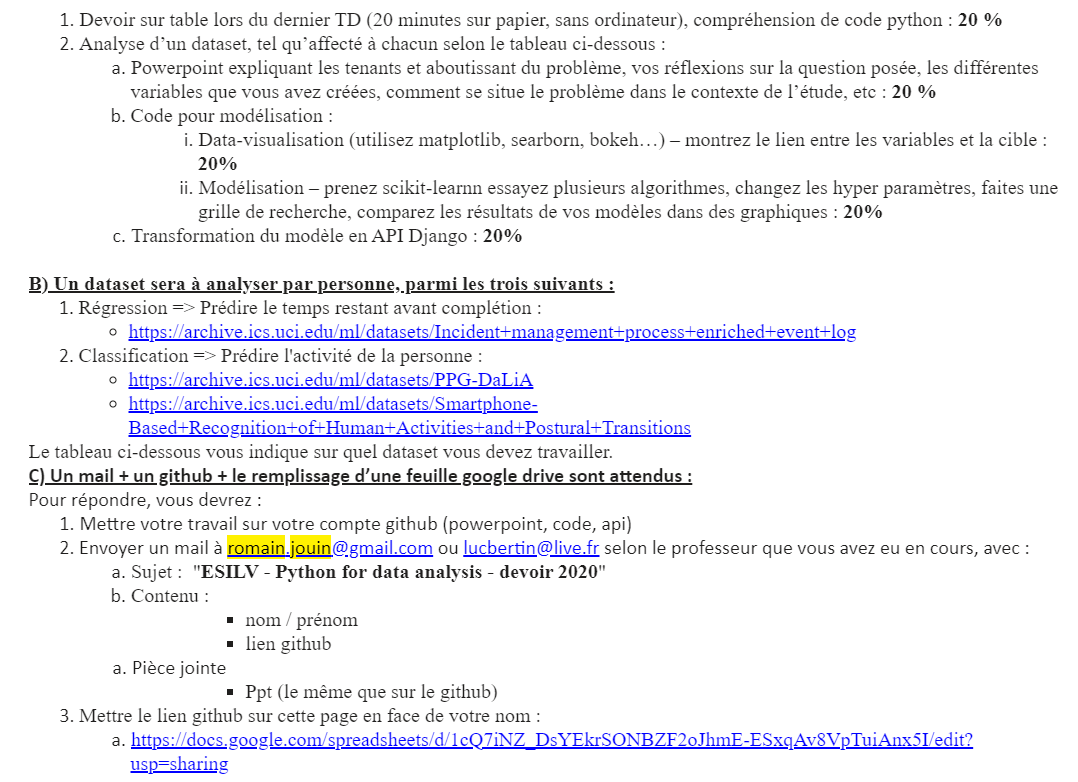 1. Devoir sur table lors du dernier TD (20 minutes sur papier, sans ordinateur), compréhension de code python : 20 %
2. Analyse d’un dataset, tel qu’affecté à chacun selon le tableau ci-dessous :
a. Powerpoint expliquant les tenants et aboutissant du problème, vos réflexions sur la question posée, les différentes
variables que vous avez créées, comment se situe le problème dans le contexte de l’étude, etc : 20 %
b. Code pour modélisation :
i. Data-visualisation (utilisez matplotlib, searborn, bokeh…) – montrez le lien entre les variables et la cible :
20%
ii. Modélisation – prenez scikit-learnn essayez plusieurs algorithmes, changez les hyper paramètres, faites une
grille de recherche, comparez les résultats de vos modèles dans des graphiques : 20%
c. Transformation du modèle en API Django : 20%
B) Un dataset sera à analyser par personne, parmi les trois suivants :
1. Régression => Prédire le temps restant avant complétion :
○ https://archive.ics.uci.edu/ml/datasets/Incident+management+process+enriched+event+log
2. Classification => Prédire l'activité de la personne :
○ https://archive.ics.uci.edu/ml/datasets/PPG-DaLiA
○ https://archive.ics.uci.edu/ml/datasets/Smartphone-
Based+Recognition+of+Human+Activities+and+Postural+Transitions
Le tableau ci-dessous vous indique sur quel dataset vous devez travailler.
C) Un mail + un github + le remplissage d’une feuille google drive sont attendus :
Pour répondre, vous devrez :
1. Mettre votre travail sur votre compte github (powerpoint, code, api)
2. Envoyer un mail à romain.jouin@gmail.com ou lucbertin@live.fr selon le professeur que vous avez eu en cours, avec :
a. Sujet : "ESILV - Python for data analysis - devoir 2020"
b. Contenu :
▪ nom / prénom
▪ lien github
a. Pièce jointe
▪ Ppt (le même que sur le github)
3. Mettre le lien github sur cette page en face de votre nom :
a. https://docs.google.com/spreadsheets/d/1cQ7iNZ_DsYEkrSONBZF2oJhmE-ESxqAv8VpTuiAnx5I/edit?
usp=sharing